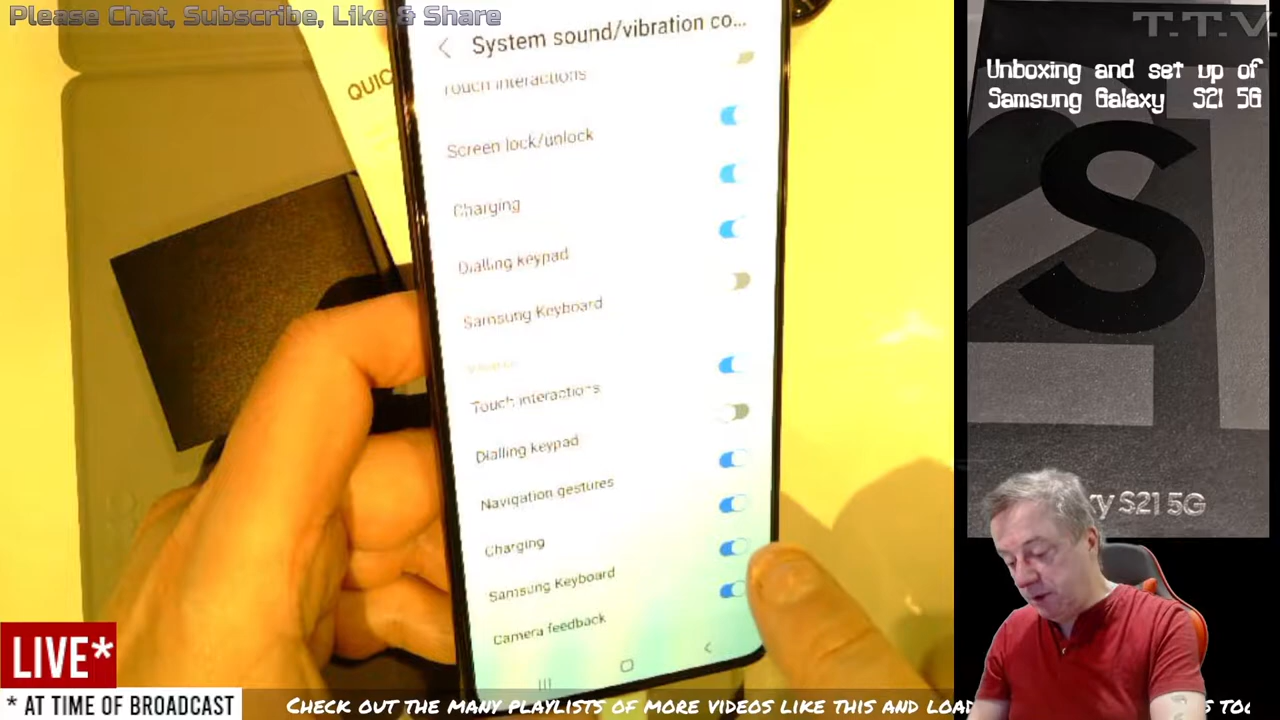 Please Chat, Subscribe, Like & Share
T.T.V.
Unboxing and set up of
Samsung Galaxy S21 5G
QUIC
System sound/vibration co...
Touch interactions
Screen lock/unlock
Charging
Dialling keypad
Samsung Keyboard
Touch interactions
Dialling keypad
Navigation gestures
Charging
Samsung Keyboard
Camera feedback
S
21
xy S21 5G
LIVE*
* AT TIME OF BROADCAST
CHECK OUT THE MANY PLAYLISTS OF MORE VIDEOS LIKE THIS AND LOAD